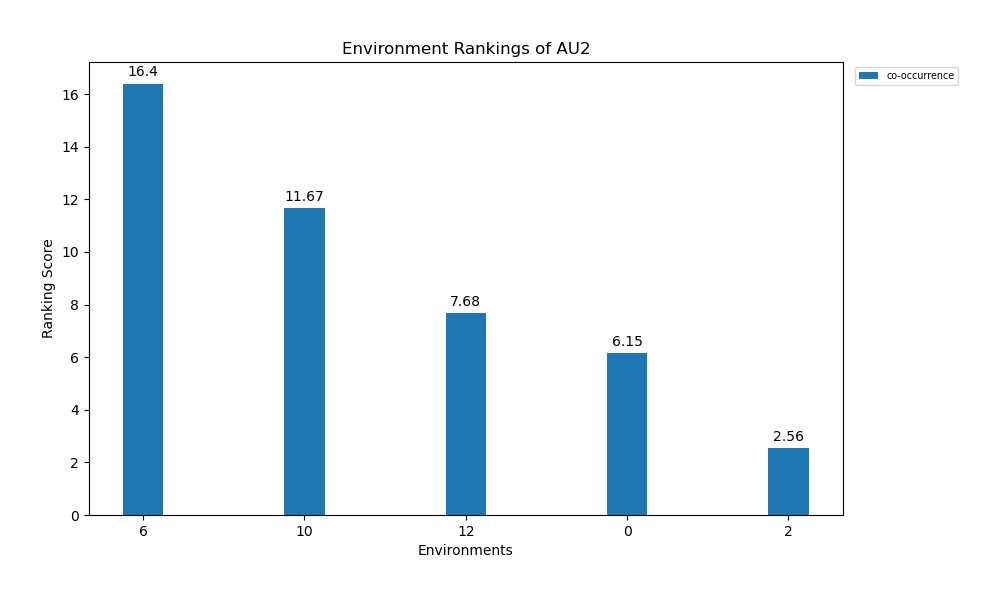 Environment Rankings of AU2
co-occurrence
16.4
11.67
7.68
6.15
2.56
16
14
12
10
8
6
4
2
0
Ranking Score
6 10 12 0 2
Environments